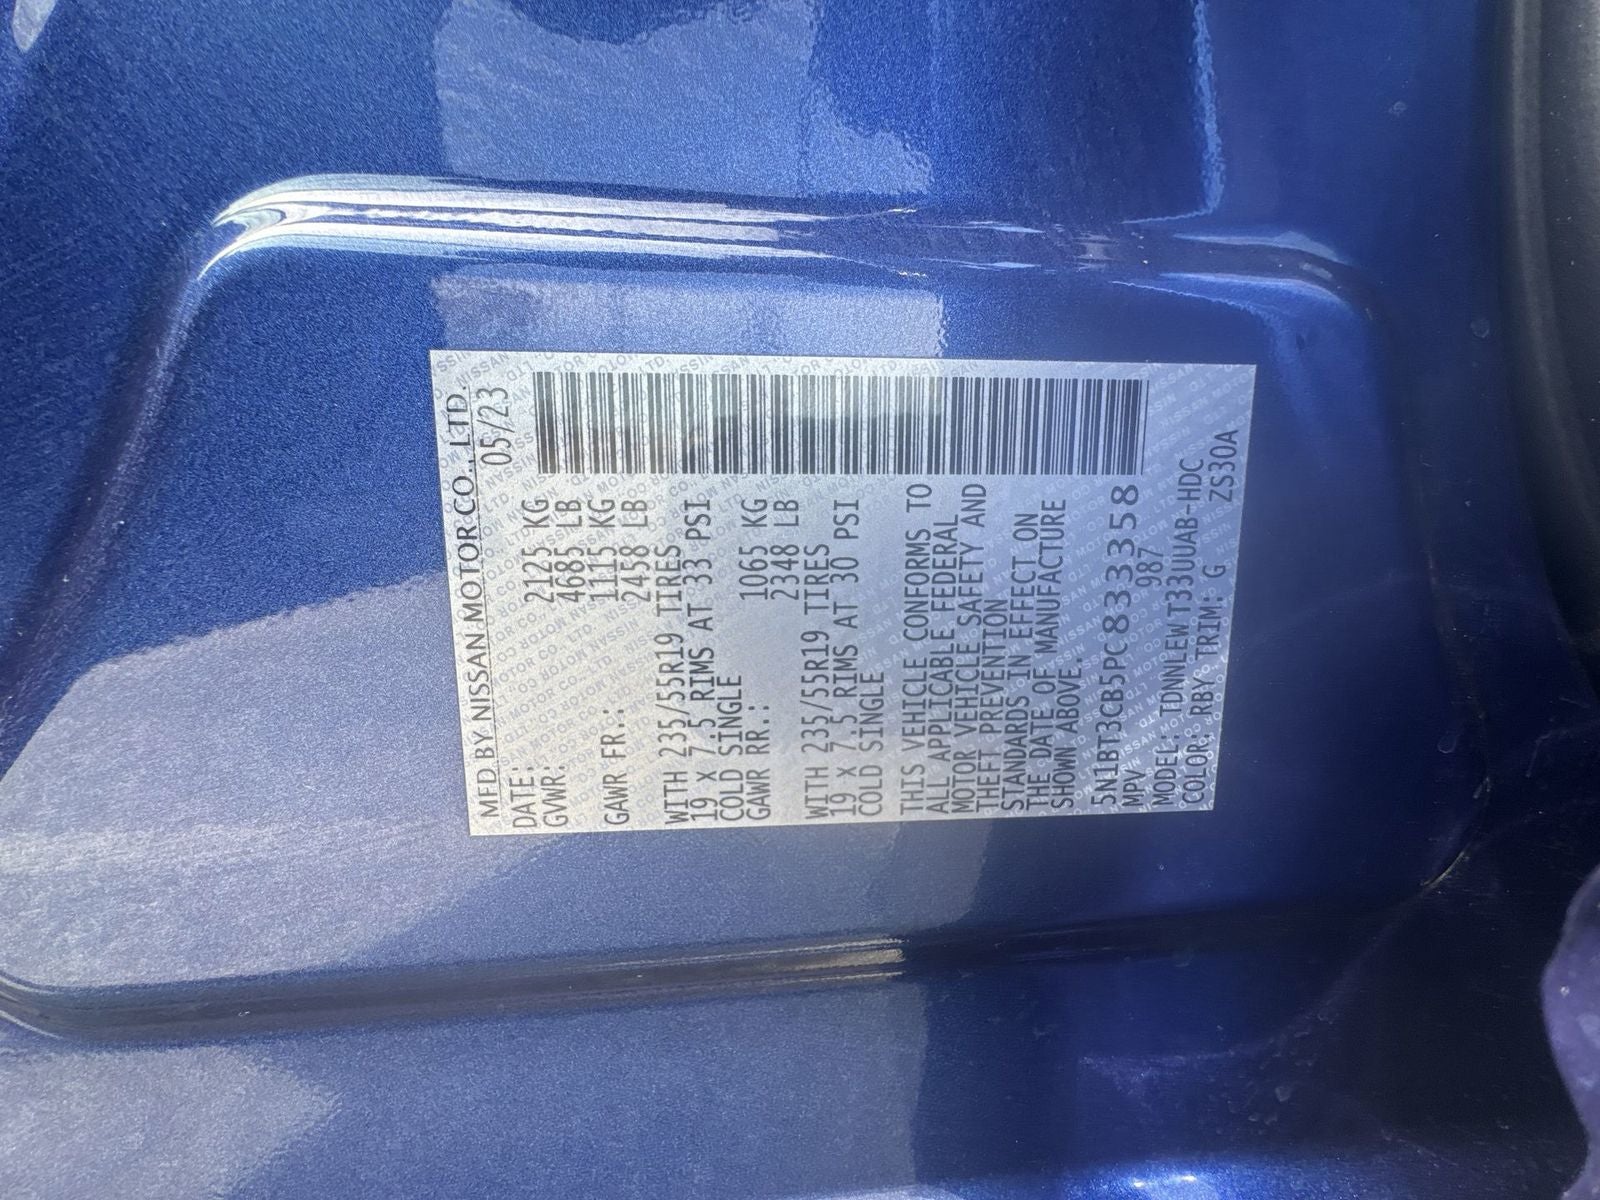 MFD BY NISSAN MOTOR CO., LTD.
DATE: 05/23
GVWR: 2125 KG
4685 LB
GAWR FR.: 1115 KG
2458 LB
WITH 235/55R19 TIRES
19 X 7.5 RIMS AT 33 PSI
COLD SINGLE
GAWR RR.: 1065 KG
2348 LB
WITH 235/55R19 TIRES
19 X 7.5 RIMS AT 30 PSI
COLD SINGLE
THIS VEHICLE CONFORMS TO
ALL APPLICABLE FEDERAL
MOTOR VEHICLE SAFETY AND
THEFT PREVENTION
STANDARDS IN EFFECT ON
THE DATE OF MANUFACTURE
SHOWN ABOVE.
5N1BT3CB5PC833358
MPV 987
MODEL: TDNNLEWT33UUAB-HDC
COLOR: RBY TRIM: G ZS30A